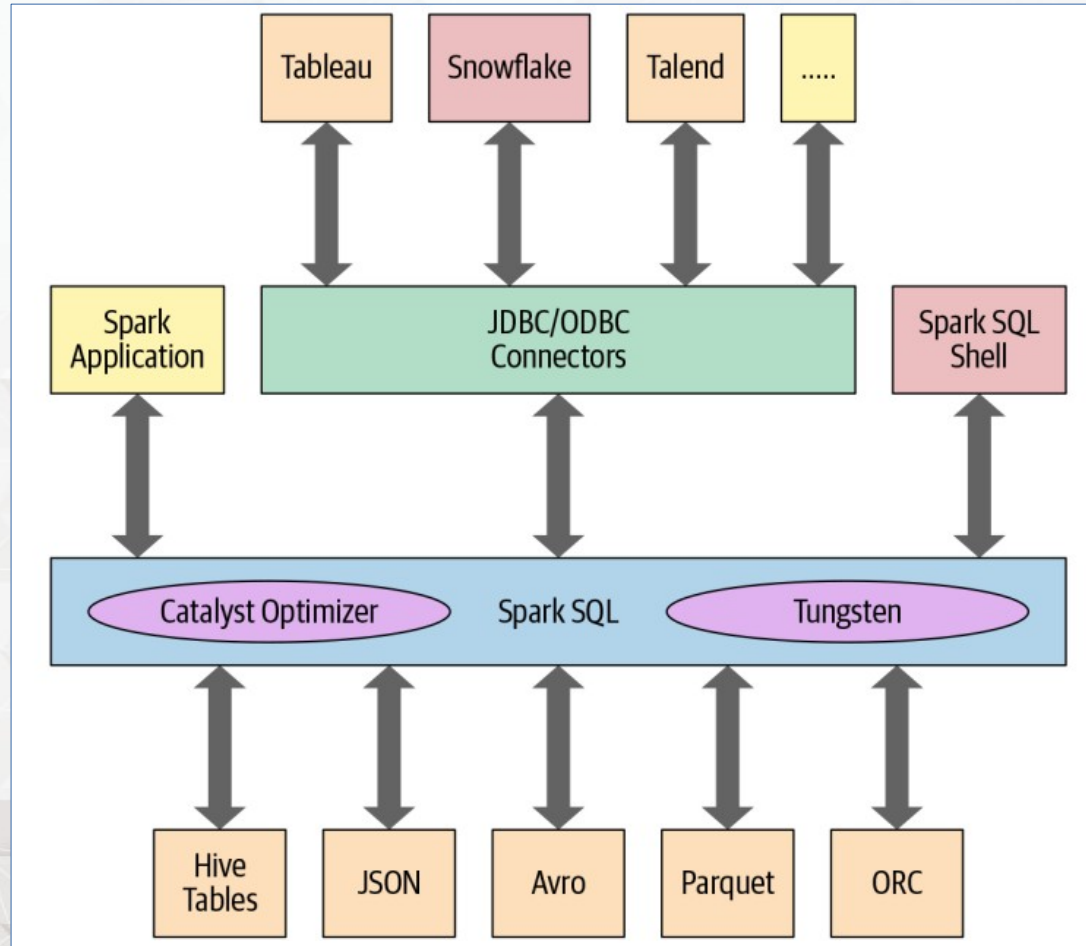 Tableau
Snowflake
Talend
.....
Spark
Application
JDBC/ODBC
Connectors
Spark SQL
Shell
Catalyst Optimizer
Spark SQL
Tungsten
Hive
Tables
JSON
Avro
Parquet
ORC